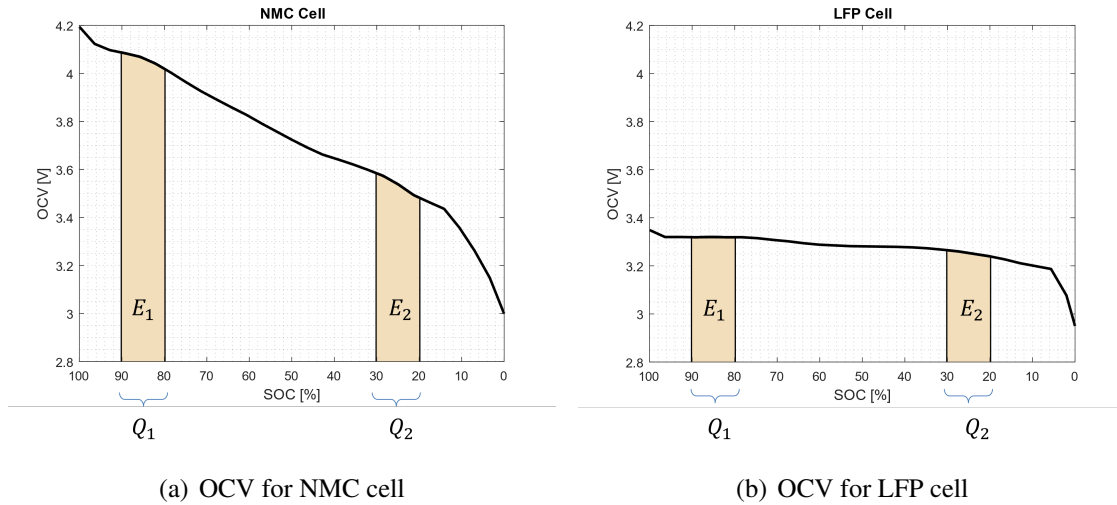 NMC Cell
4.2
4
3.8
3.6
3.4
3.2
3
2.8
OCV [V]
E1
E2
100 90 80 70 60 50 40 30 20 10 0
SOC [%]
Q1 Q2
(a) OCV for NMC cell
LFP Cell
4.2
4
3.8
3.6
3.4
3.2
3
2.8
OCV [V]
E1
E2
100 90 80 70 60 50 40 30 20 10 0
SOC [%]
Q1 Q2
(b) OCV for LFP cell